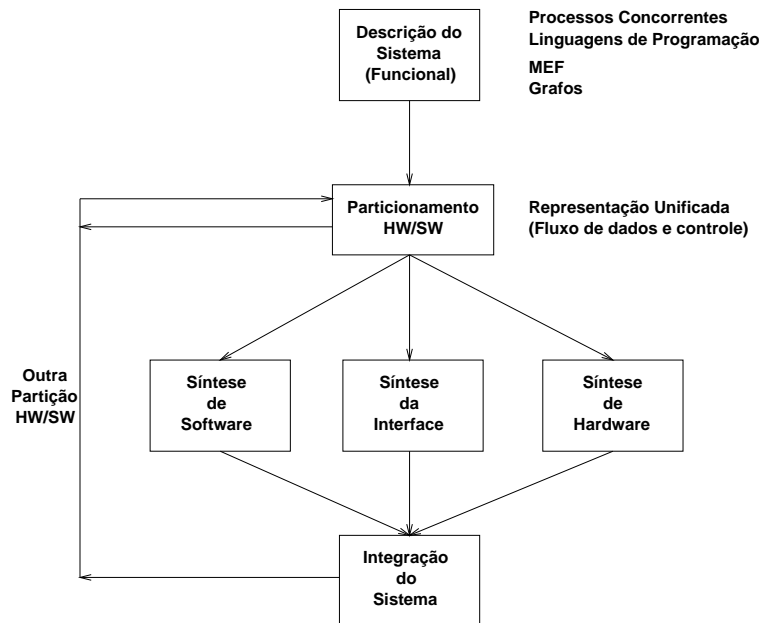 Descrição do
Sistema
(Funcional)
Processos Concorrentes
Linguagens de Programação
MEF
Grafos
Particionamento
HW/SW
Representação Unificada
(Fluxo de dados e controle)
Outra
Partição
HW/SW
Síntese
de
Software
Síntese
da
Interface
Síntese
de
Hardware
Integração
do
Sistema